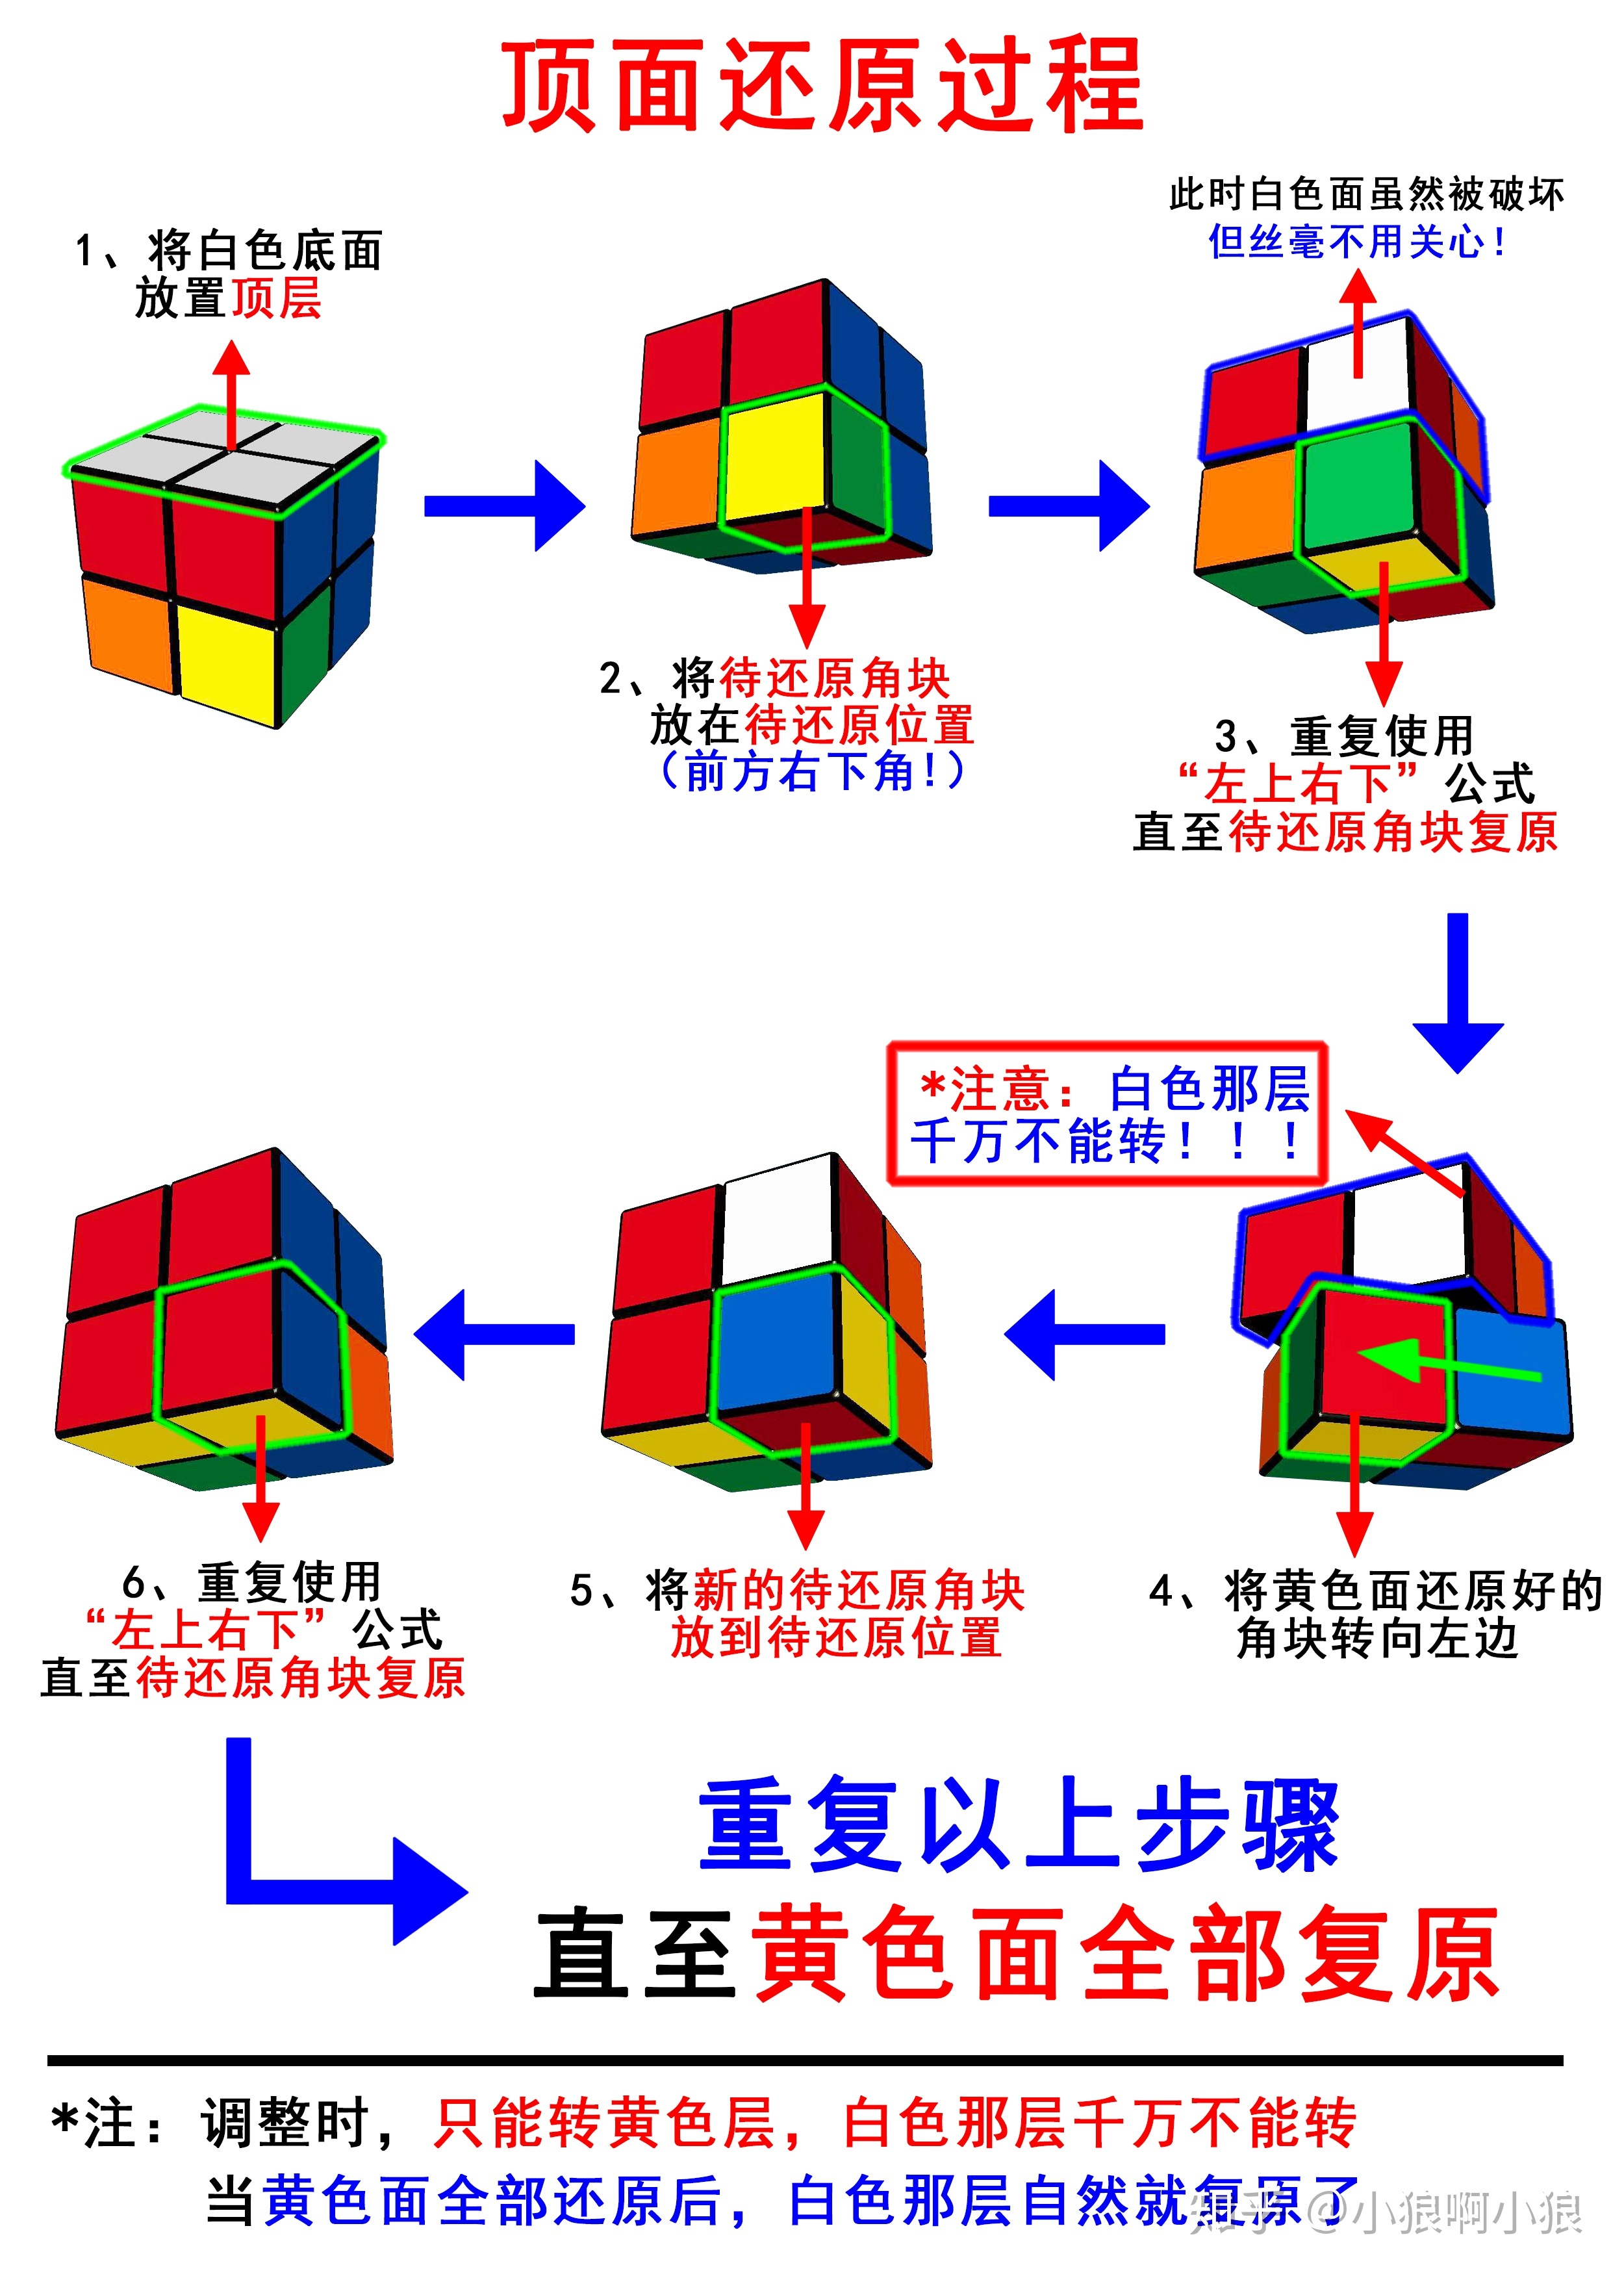 顶面还原过程
1、将白色底面
放置顶层
此时白色面虽然被破坏
但丝毫不用关心！
2、将待还原角块
放在待还原位置
（前方右下角！）
3、重复使用
“左上右下”公式
直至待还原角块复原
*注意：白色那层
千万不能转！！！
6、重复使用
“左上右下”公式
直至待还原角块复原
5、将新的待还原角块
放到待还原位置
4、将黄色面还原好的
角块转向左边
重复以上步骤
直至黄色面全部复原
*注：调整时，只能转黄色层，白色那层千万不能转
当黄色面全部还原后，白色那层自然就复原了
知乎 @小狼啊小狼